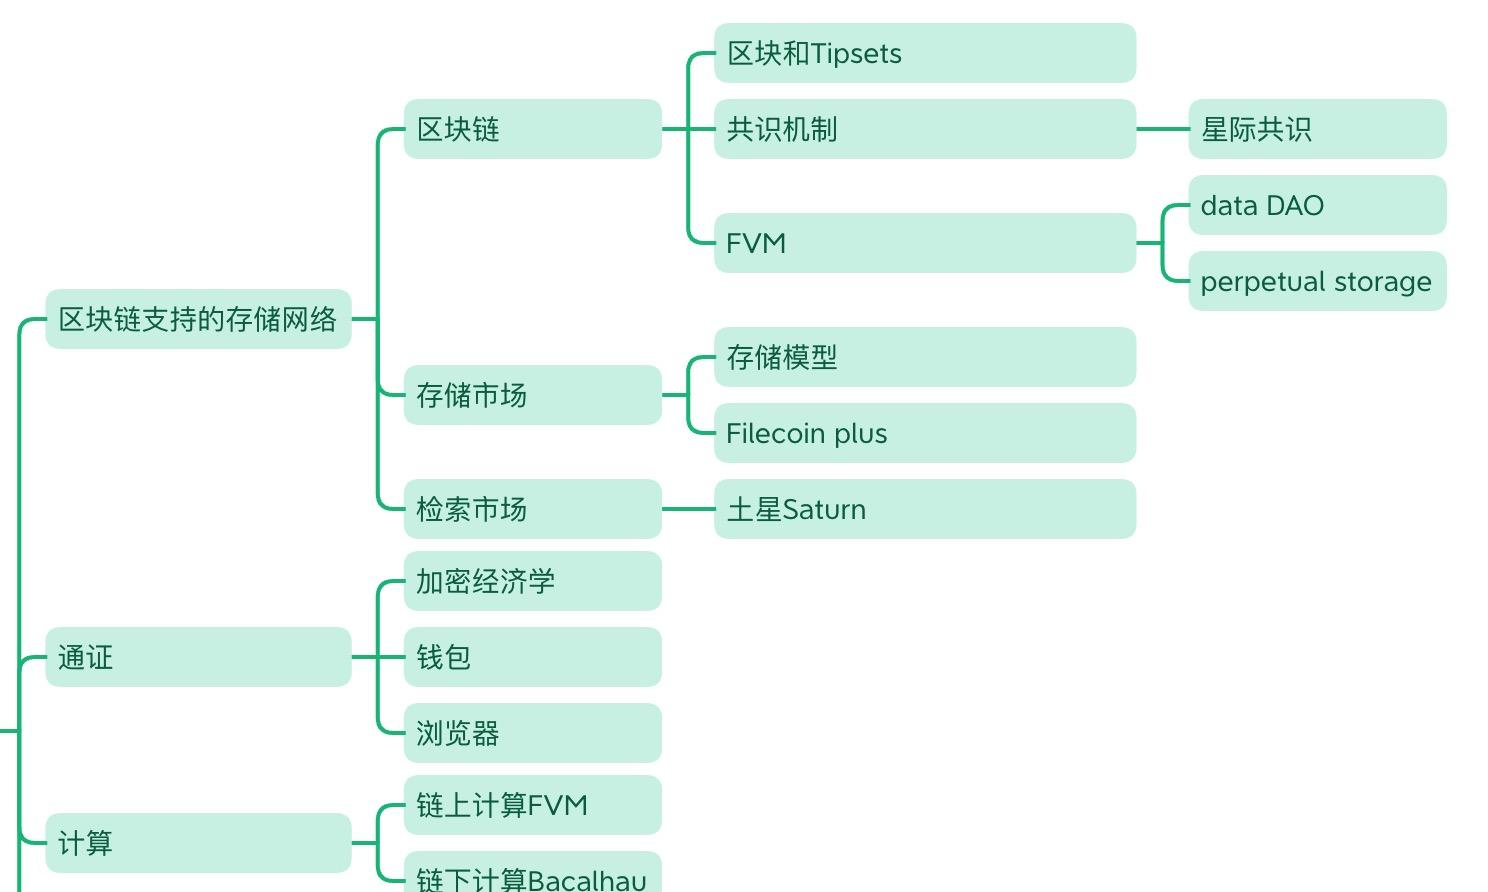 区块链支持的存储网络
区块链
区块和Tipsets
共识机制
星际共识
FVM
data DAO
perpetual storage
存储市场
存储模型
Filecoin plus
检索市场
土星Saturn
通证
加密经济学
钱包
浏览器
计算
链上计算FVM
链下计算Bacalhau